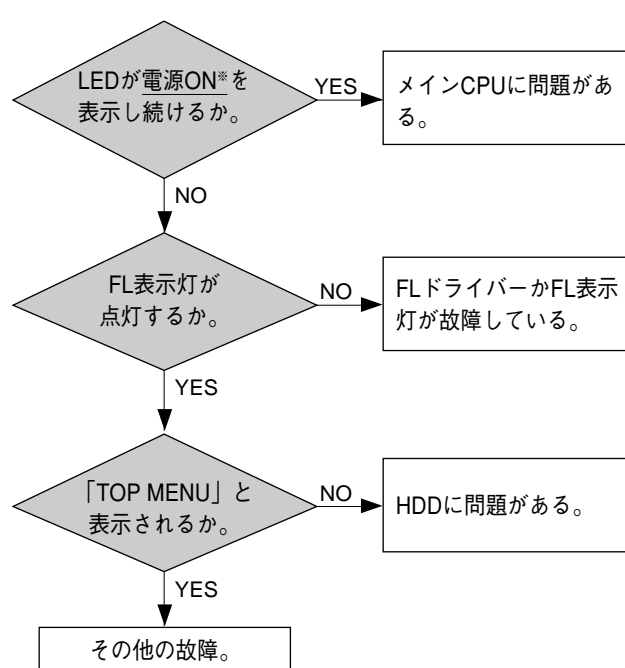 LEDが電源ON※を
表示し続けるか。
YES
メインCPUに問題があ
る。
NO
FL表示灯が
点灯するか。
NO
FLドライバーかFL表示
灯が故障している。
YES
「TOP MENU」と
表示されるか。
NO
HDDに問題がある。
YES
その他の故障。